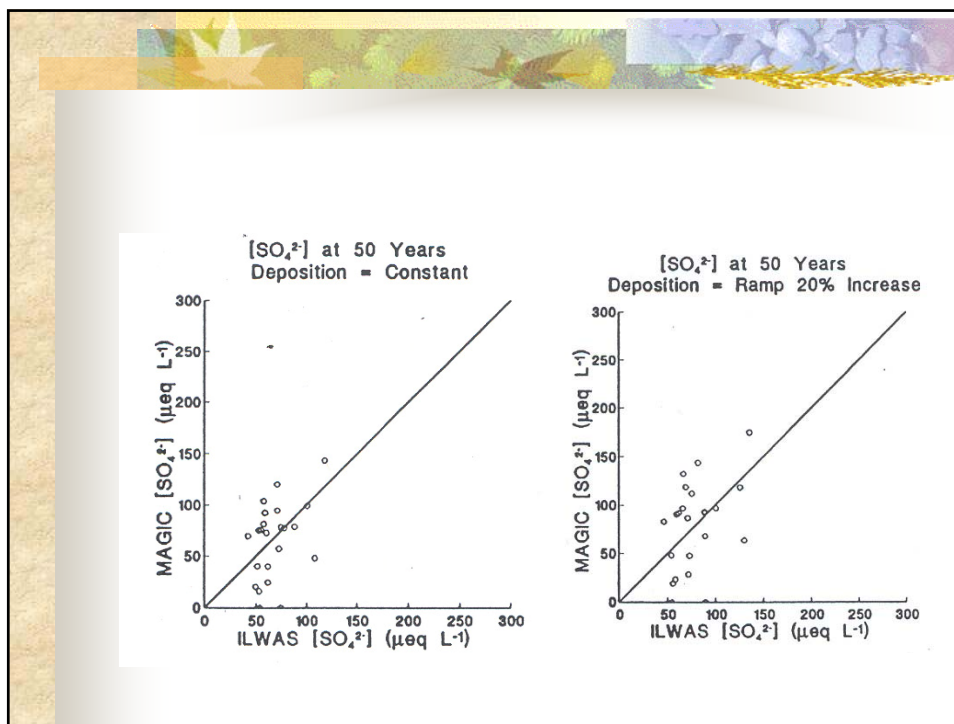 [SO₄²⁻] at 50 Years
Deposition = Constant
300
250
200
150
100
50
0
MAGIC [SO₄²⁻] (µeq L⁻¹)
0 50 100 150 200 250 300
ILWAS [SO₄²⁻] (µeq L⁻¹)
[SO₄²⁻] at 50 Years
Deposition = Ramp 20% Increase
300
250
200
150
100
50
0
MAGIC [SO₄²⁻] (µeq L⁻¹)
0 50 100 150 200 250 300
ILWAS [SO₄²⁻] (µeq L⁻¹)